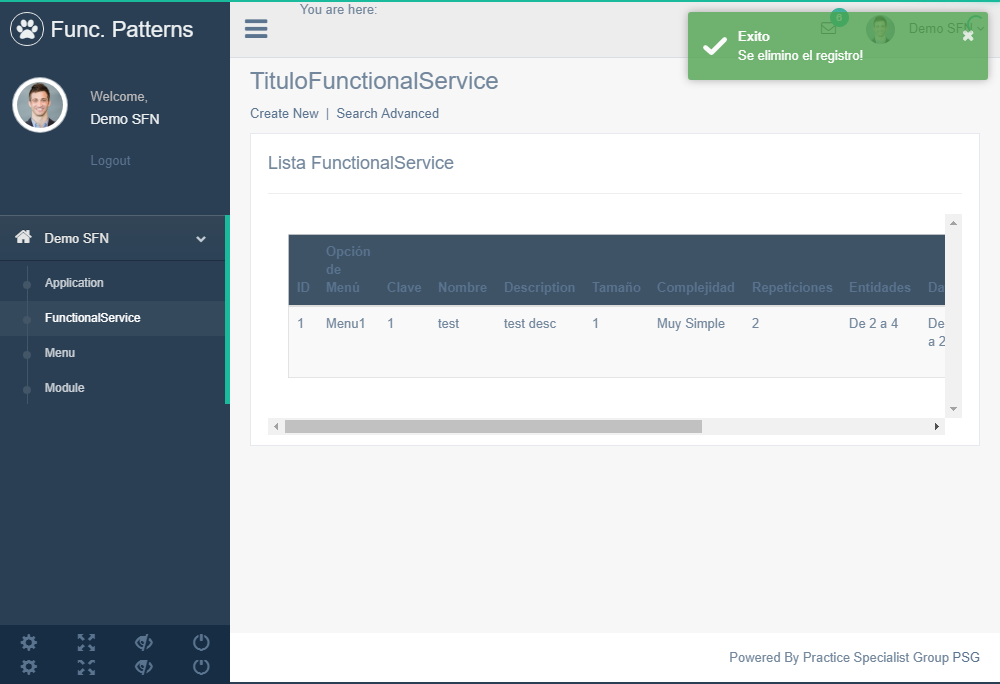 Func. Patterns
Welcome,
Demo SFN
Logout
Demo SFN
Application
FunctionalService
Menu
Module
You are here:
6
Demo SFN
Exito
Se elimino el registro!
TituloFunctionalService
Create New | Search Advanced
Lista FunctionalService
ID Opción de Menú Clave Nombre Description Tamaño Complejidad Repeticiones Entidades Da
1 Menu1 1 test test desc 1 Muy Simple 2 De 2 a 4 De
a 2
Powered By Practice Specialist Group PSG